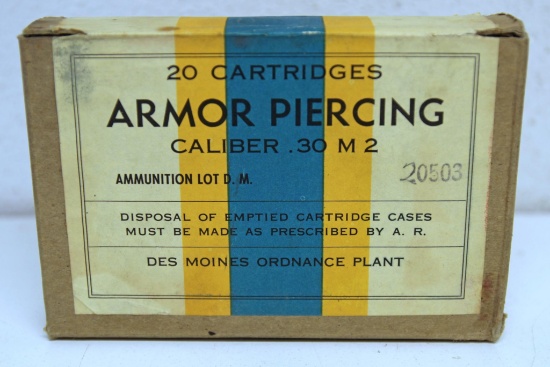 20 CARTRIDGES
ARMOR PIERCING
CALIBER .30 M 2
AMMUNITION LOT D. M. 20503
DISPOSAL OF EMPTIED CARTRIDGE CASES
MUST BE MADE AS PRESCRIBED BY A. R.
DES MOINES ORDNANCE PLANT